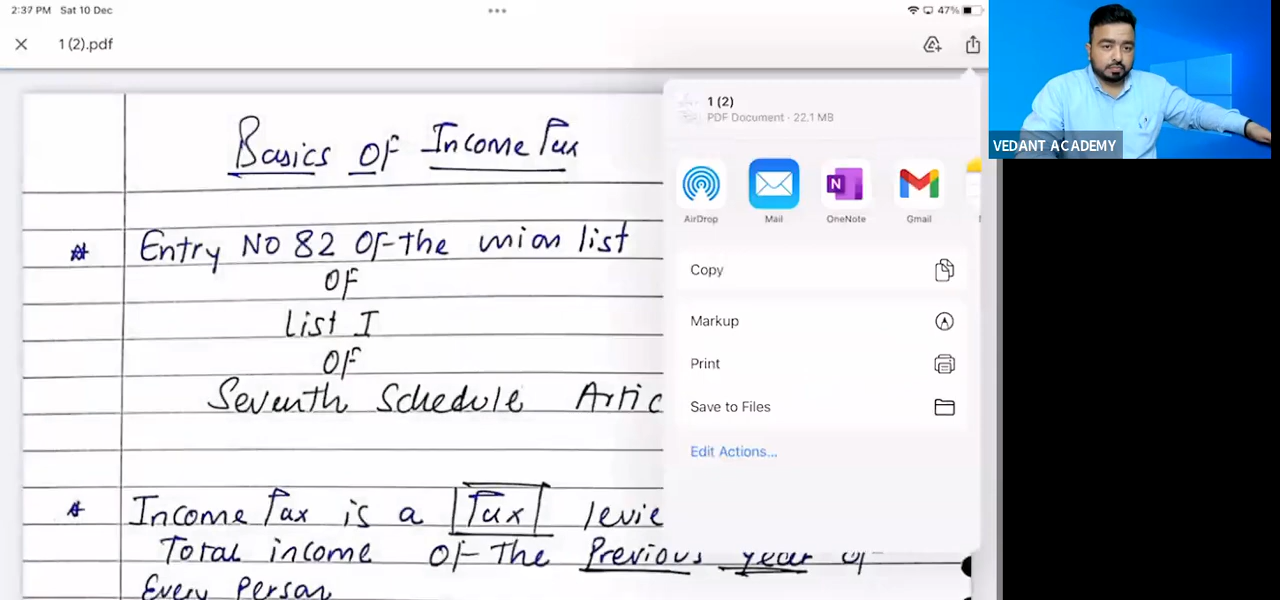 2:37 PM Sat 10 Dec
47%
1 (2).pdf
1 (2)
PDF Document · 22.1 MB
VEDANT ACADEMY
AirDrop
Mail
OneNote
Gmail
Copy
Markup
Print
Save to Files
Edit Actions...
Basics OF Income Tax
Entry NO 82 OF the union list
OF
List I
OF
Seventh Schedule Artic
Income Tax is a Tax levie
Total income OF the Previous year of
Every Person